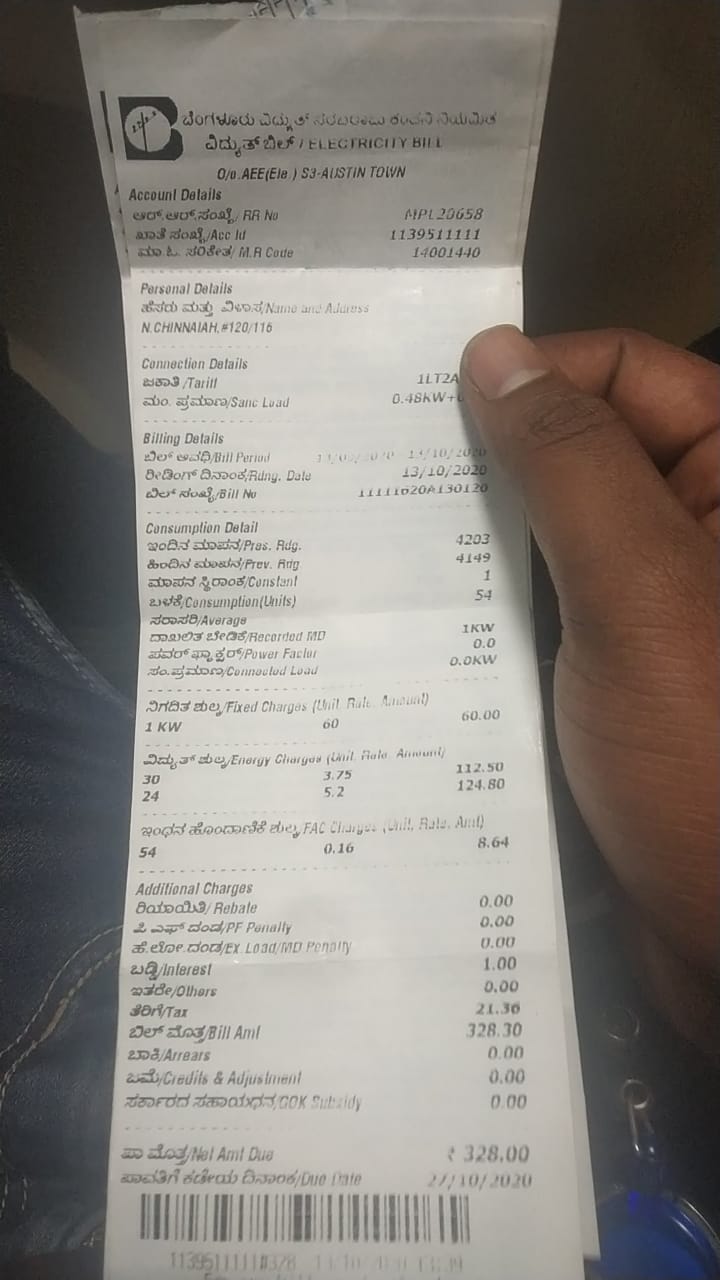 ಬೆಂಗಳೂರು ವಿದ್ಯುತ್ ಸರಬರಾಜು ಕಂಪನಿ ನಿಯಮಿತ
ವಿದ್ಯುತ್ ಬಿಲ್ / ELECTRICITY BILL
O/o.AEE(Ele.) S3-AUSTIN TOWN
Account Details
ಆರ್.ಆರ್.ಸಂಖ್ಯೆ/ RR No MPL20658
ಖಾತೆ ಸಂಖ್ಯೆ/Acc Id 1139511111
ಮಾ.ಓ. ಸಂಕೇತ/ M.R Code 14001440
Personal Details
ಹೆಸರು ಮತ್ತು ವಿಳಾಸ/Name and Address
N.CHINNAIAH,#120/116
Connection Details
ಜಕಾತಿ /Tariff 1LT2A
ಮಂ. ಪ್ರಮಾಣ/Sanc Load 0.48KW+
Billing Details
ಬಿಲ್ ಅವಧಿ/Bill Period 13/10/2020
ರೀಡಿಂಗ್ ದಿನಾಂಕ/Rdng. Date 13/10/2020
ಬಿಲ್ ಸಂಖ್ಯೆ/Bill No 11111620A130120
Consumption Detail
ಇಂದಿನ ಮಾಪನ/Pres. Rdg. 4203
ಹಿಂದಿನ ಮಾಪನ/Prev. Rdg 4149
ಮಾಪನ ಸ್ಥಿರಾಂಕ/Constant 1
ಬಳಕೆ/Consumption(Units) 54
ಸರಾಸರಿ/Average
ದಾಖಲಿತ ಬೇಡಿಕೆ/Recorded MD 1KW
ಪವರ್ ಫ್ಯಾಕ್ಟರ್/Power Factor 0.0
ಸಂ.ಪ್ರಮಾಣ/Connected Load 0.0KW
ನಿಗದಿತ ಶುಲ್ಕ/Fixed Charges (Unit, Rate, Amount)
1 KW 60 60.00
ವಿದ್ಯುತ್ ಶುಲ್ಕ/Energy Charges (Unit, Rate, Amount)
30 3.75 112.50
24 5.2 124.80
ಇಂಧನ ಹೊಂದಾಣಿಕೆ ಶುಲ್ಕ/FAC Charges (Unit, Rate, Amt)
54 0.16 8.64
Additional Charges
ರಿಯಾಯಿತಿ/ Rebate 0.00
ಪಿ ಎಫ್ ದಂಡ/PF Penalty 0.00
ಹೆ.ಲೋ.ದಂಡ/Ex. Load/MD Penalty 0.00
ಬಡ್ಡಿ/Interest 1.00
ಇತರೇ/Others 0.00
ತೆರಿಗೆ/Tax 21.36
ಬಿಲ್ ಮೊತ್ತ/Bill Amt 328.30
ಬಾಕಿ/Arrears 0.00
ಜಮೆ/Credits & Adjustment 0.00
ಸರ್ಕಾರದ ಸಹಾಯಧನ/GOK Subsidy 0.00
ಪಾ ಮೊತ್ತ/Net Amt Due ₹ 328.00
ಪಾವತಿಗೆ ಕಡೇಯ ದಿನಾಂಕ/Due Date 27/10/2020
1139511111#328 13/10/2020